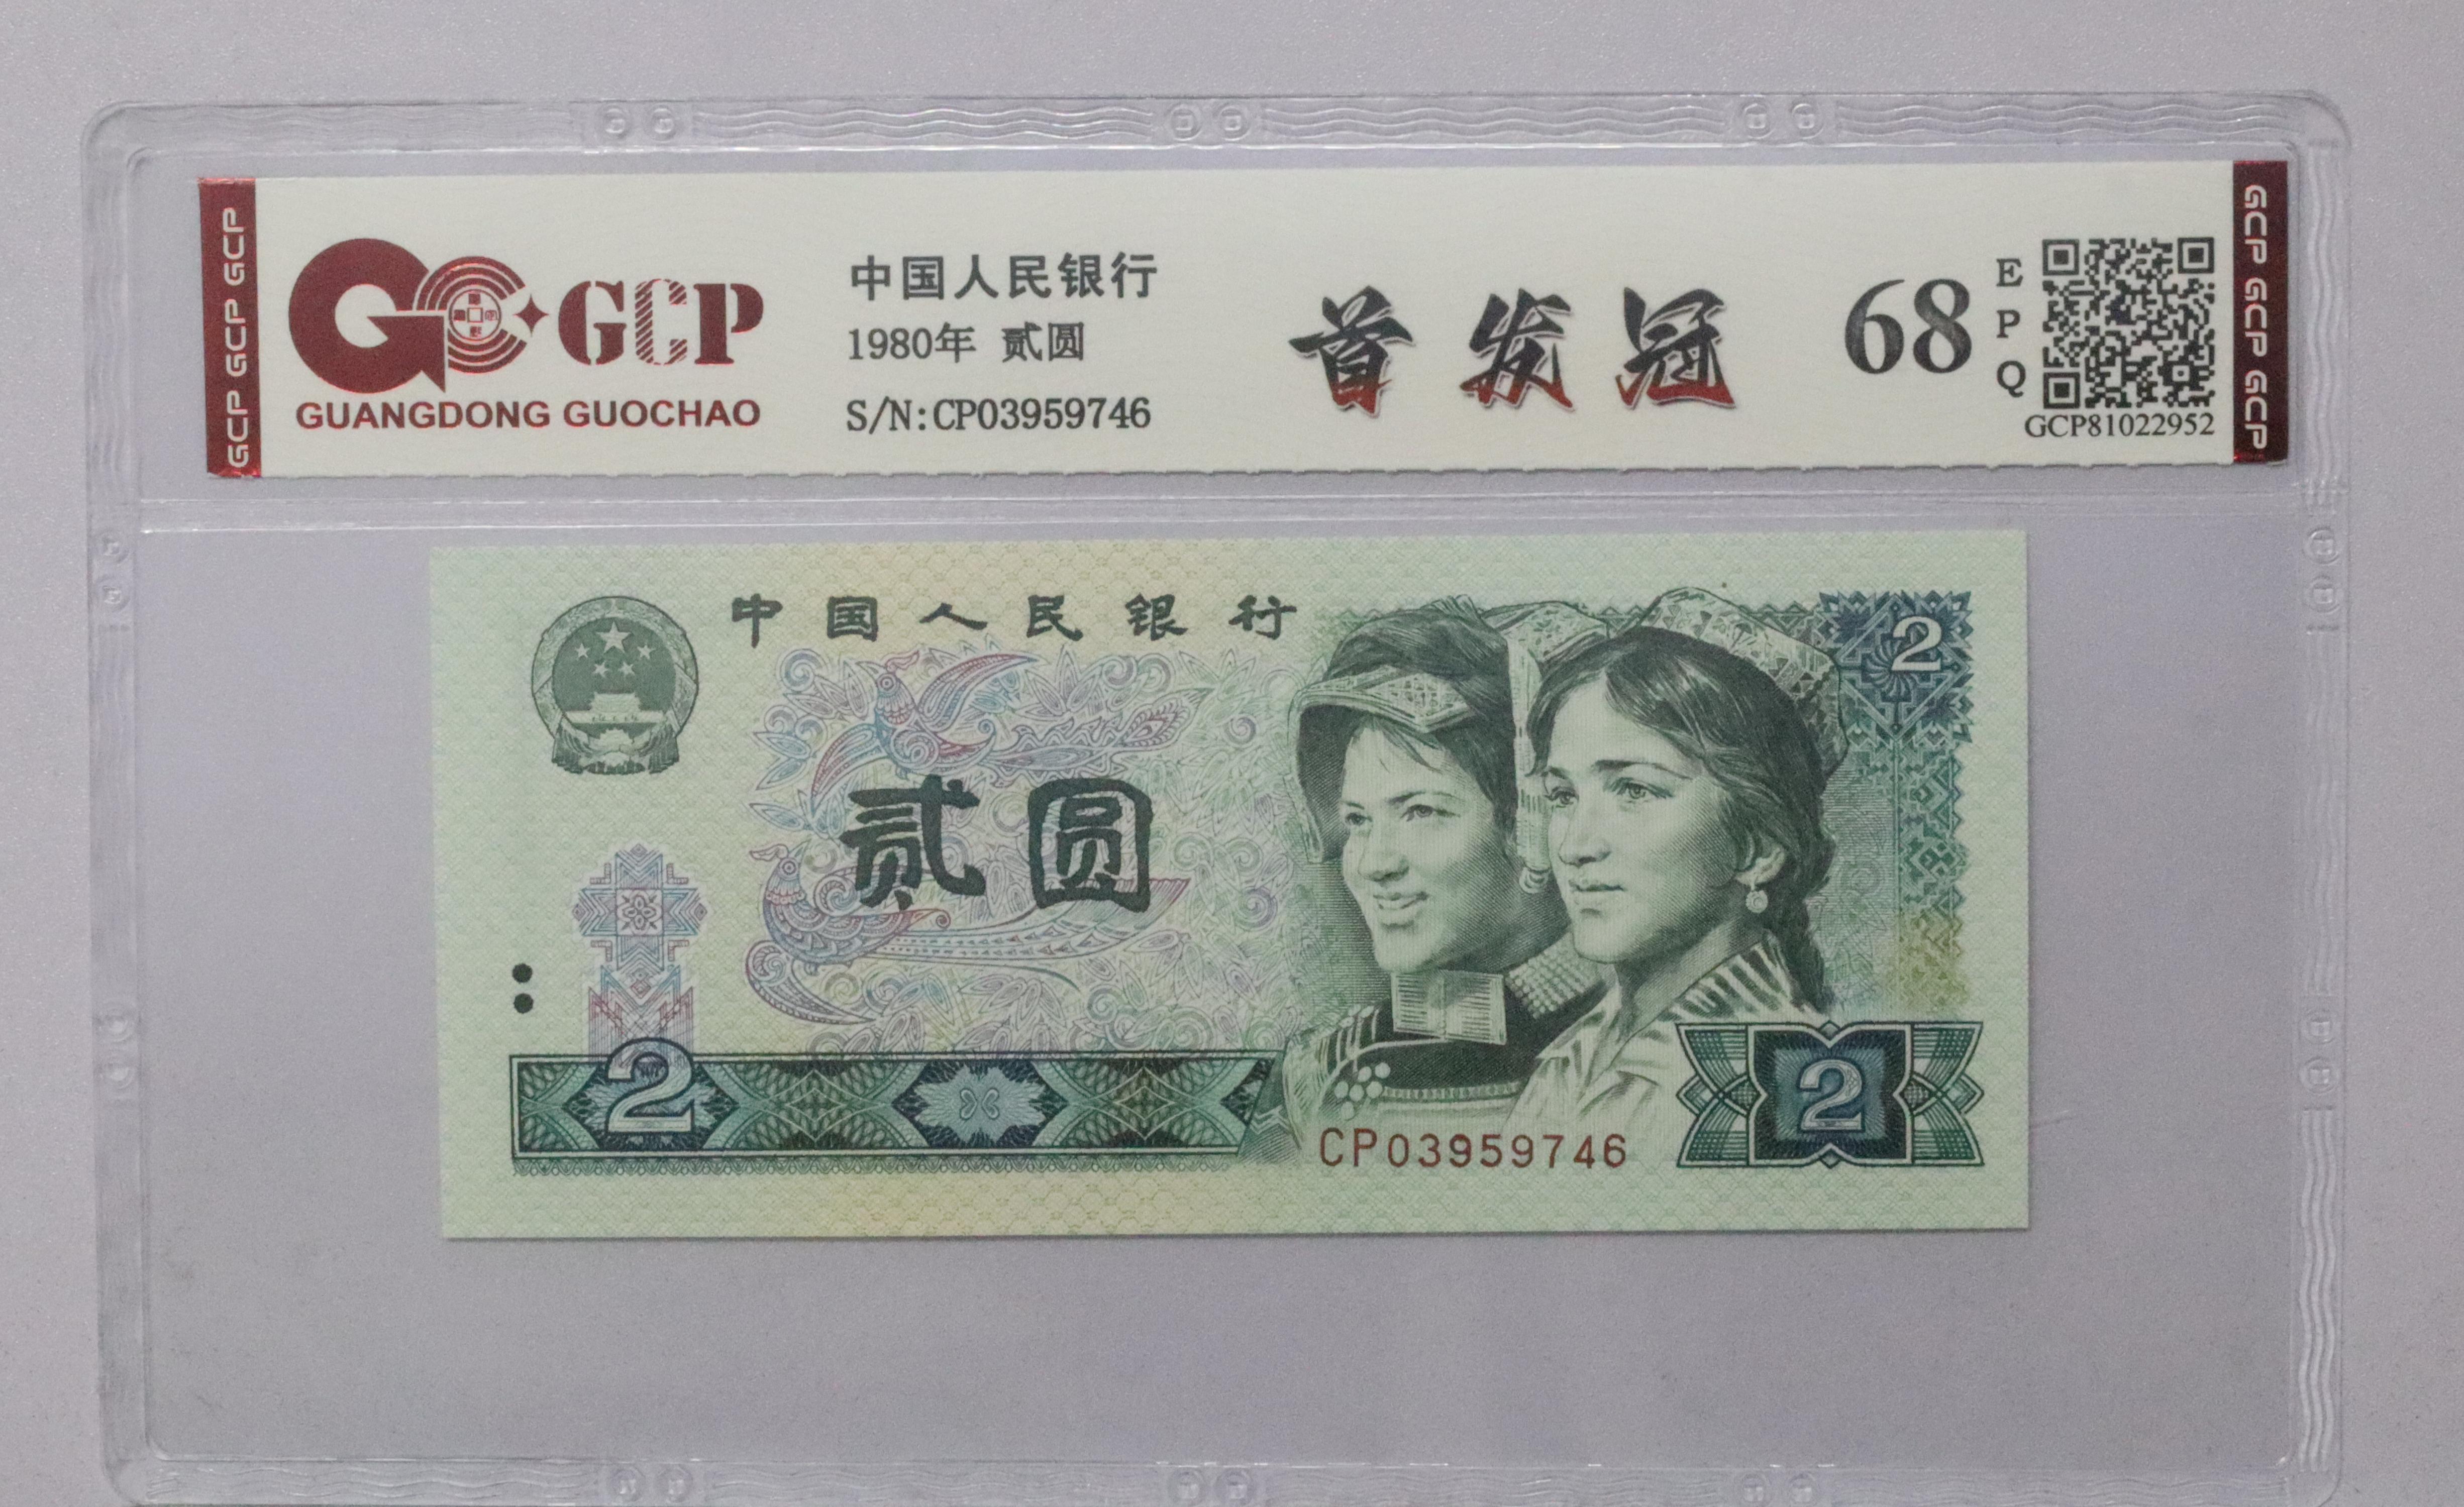 GCP GCP GCP
GCP
GUANGDONG GUOCHAO
中国人民银行
1980年 贰圆
S/N:CP03959746
首发冠
68
EPQ
GCP81022952
GCP GCP GCP
中国人民银行
2
贰圆
2
CP03959746
2